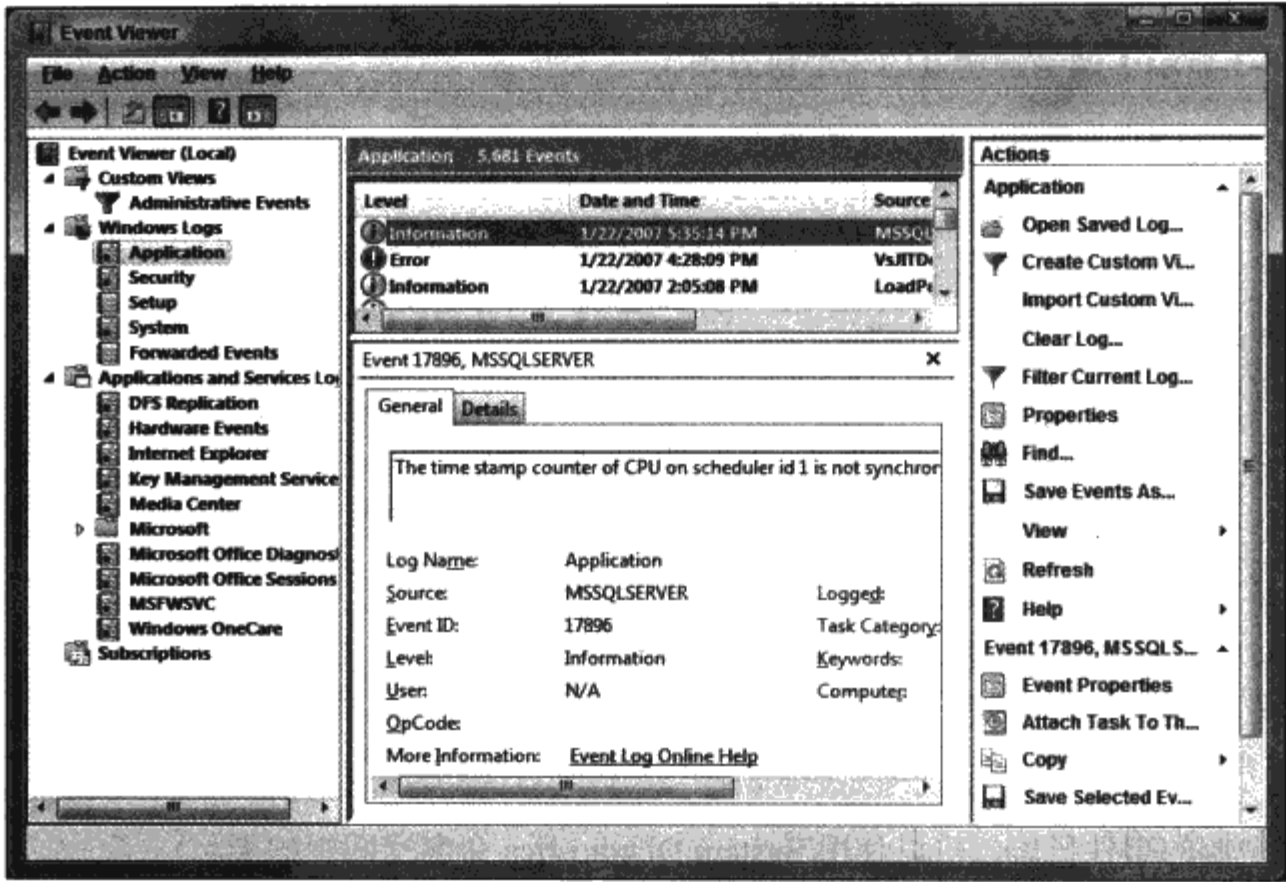 Event Viewer
File Action View Help
Event Viewer (Local)
Custom Views
Administrative Events
Windows Logs
Application
Security
Setup
System
Forwarded Events
Applications and Services Lo
DFS Replication
Hardware Events
Internet Explorer
Key Management Service
Media Center
Microsoft
Microsoft Office Diagnos
Microsoft Office Sessions
MSFWSVC
Windows OneCare
Subscriptions
Application 5,681 Events
Level Date and Time Source
Information 1/22/2007 5:35:14 PM MSSQL
Error 1/22/2007 4:28:09 PM VsJITD
Information 1/22/2007 2:05:08 PM LoadPe
Event 17896, MSSQLSERVER
General Details
The time stamp counter of CPU on scheduler id 1 is not synchror
Log Name: Application
Source: MSSQLSERVER Logged:
Event ID: 17896 Task Category:
Level: Information Keywords:
User: N/A Computer:
OpCode:
More Information: Event Log Online Help
Actions
Application
Open Saved Log...
Create Custom Vi...
Import Custom Vi...
Clear Log...
Filter Current Log...
Properties
Find...
Save Events As...
View
Refresh
Help
Event 17896, MSSQLS...
Event Properties
Attach Task To Th...
Copy
Save Selected Ev...